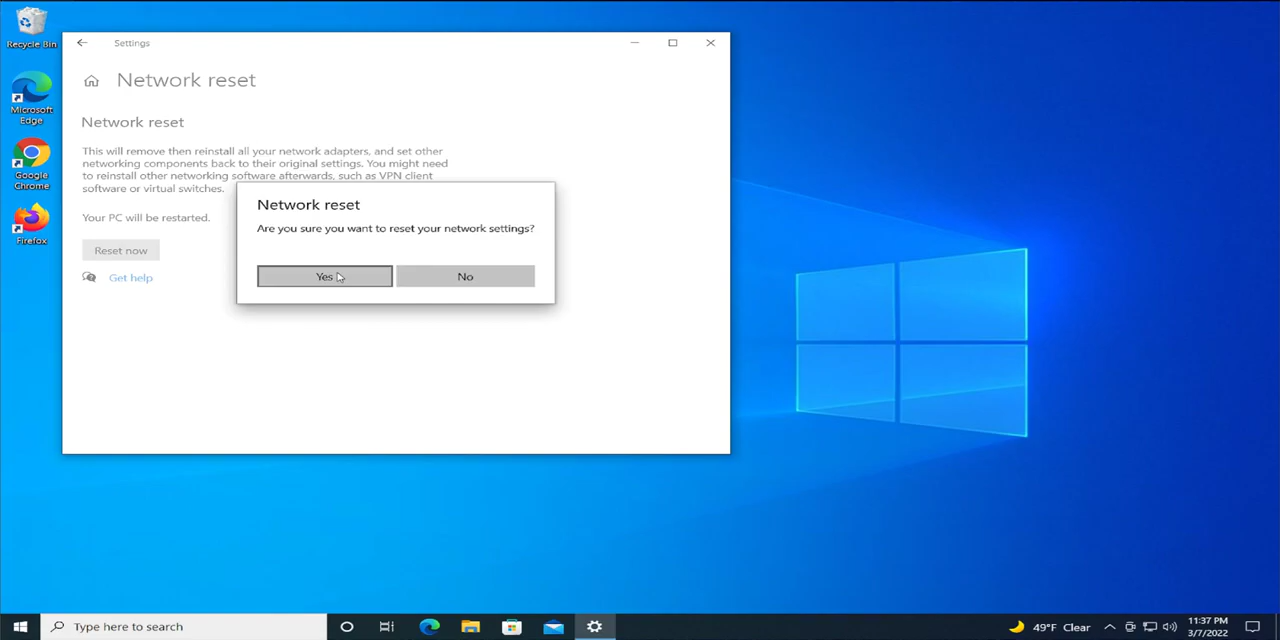 Recycle Bin
Microsoft
Edge
Google
Chrome
Firefox
Settings
Network reset
Network reset
This will remove then reinstall all your network adapters, and set other
networking components back to their original settings. You might need
to reinstall other networking software afterwards, such as VPN client
software or virtual switches.
Your PC will be restarted.
Reset now
Get help
Network reset
Are you sure you want to reset your network settings?
Yes
No
Type here to search
49°F Clear
11:37 PM
3/7/2022